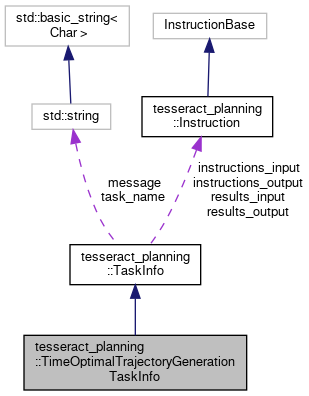 std::basic_string<
Char >
InstructionBase
std::string
tesseract_planning
::Instruction
message
task_name
instructions_input
instructions_output
results_input
results_output
tesseract_planning
::TaskInfo
tesseract_planning
::TimeOptimalTrajectoryGeneration
TaskInfo